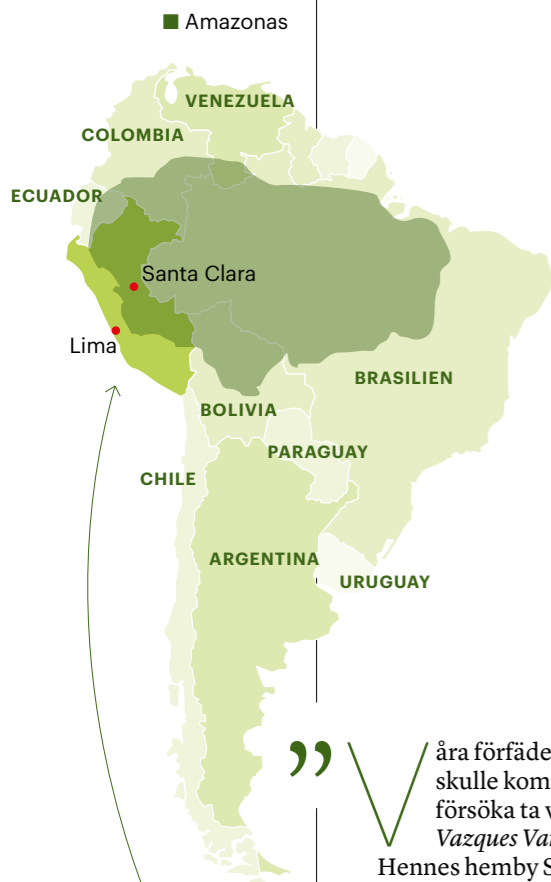 Amazonas
VENEZUELA
COLOMBIA
ECUADOR
Santa Clara
Lima
BRASILIEN
BOLIVIA
PARAGUAY
CHILE
ARGENTINA
URUGUAY
” Våra förfäde
skulle kom
försöka ta v
Vazques Va
Hennes hemby S